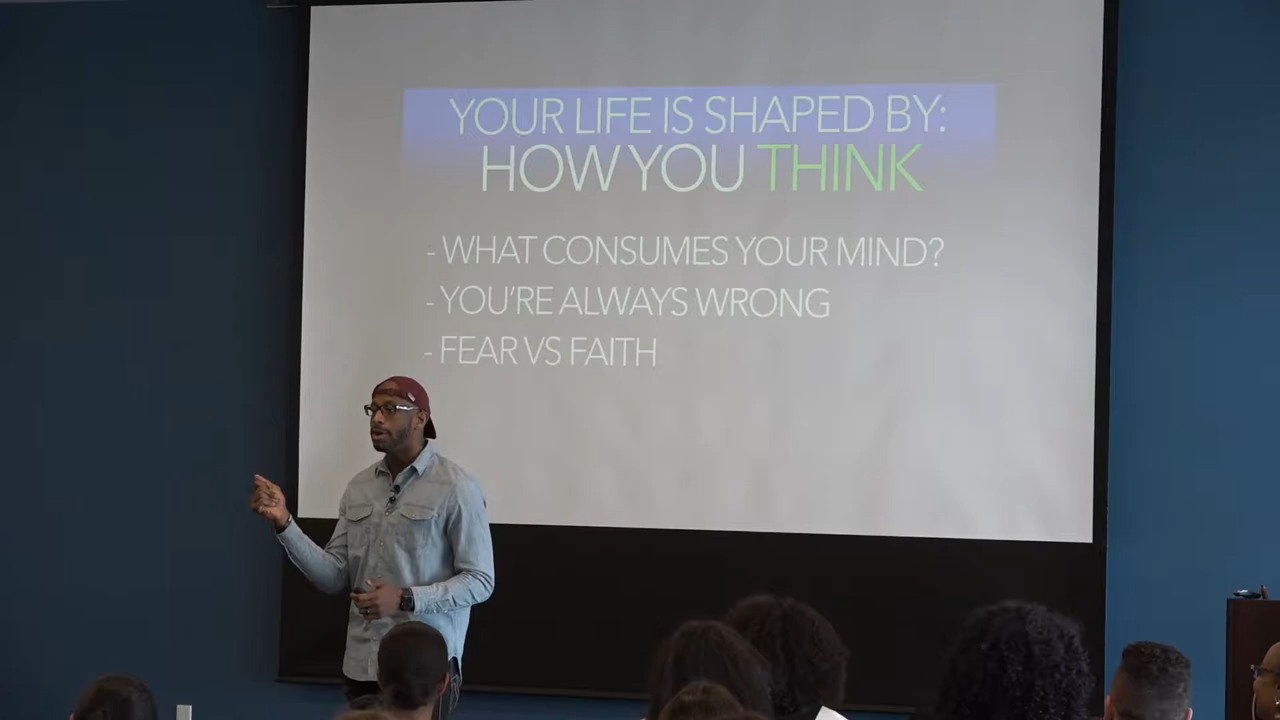 YOUR LIFE IS SHAPED BY:
HOW YOU THINK
- WHAT CONSUMES YOUR MIND?
- YOU'RE ALWAYS WRONG
- FEAR VS FAITH